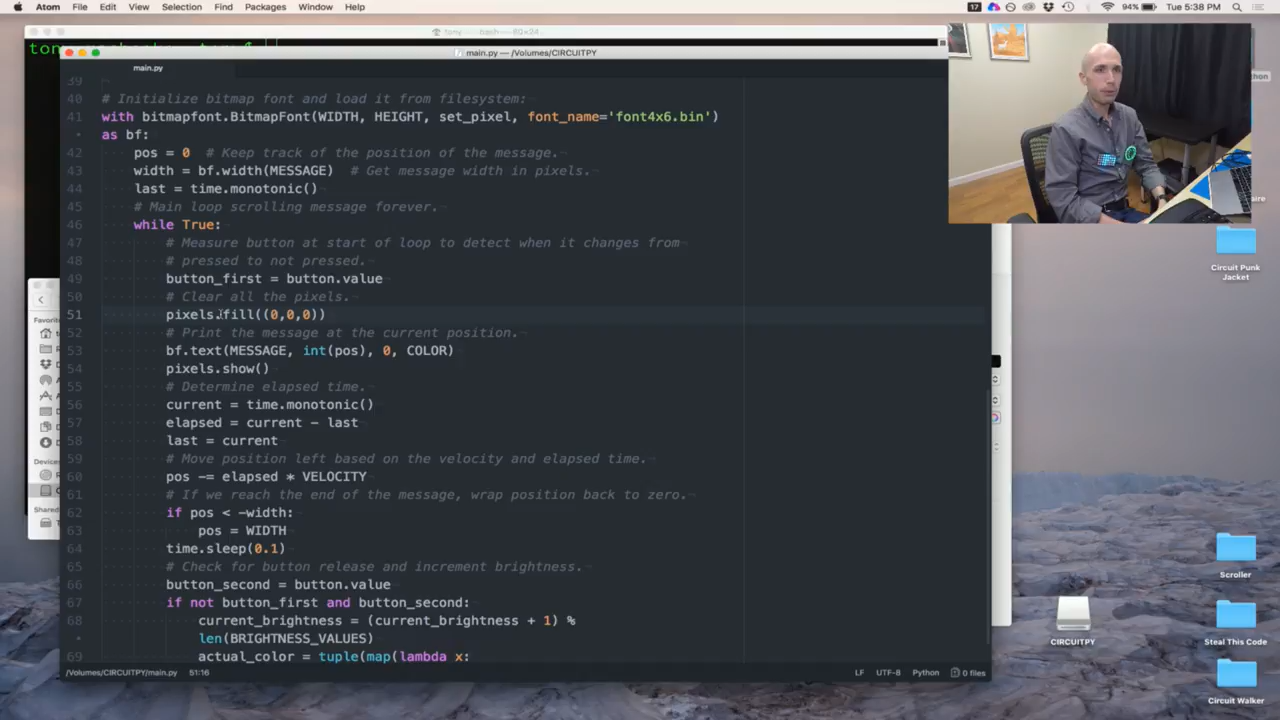 Atom File Edit View Selection Find Packages Window Help
17 94% Tue 5:38 PM
main.py — /Volumes/CIRCUITPY
main.py
39
40 # Initialize bitmap font and load it from filesystem:
41 with bitmapfont.BitmapFont(WIDTH, HEIGHT, set_pixel, font_name='font4x6.bin')
as bf:
42 pos = 0 # Keep track of the position of the message.
43 width = bf.width(MESSAGE) # Get message width in pixels.
44 last = time.monotonic()
45 # Main loop scrolling message forever.
46 while True:
47 # Measure button at start of loop to detect when it changes from
48 # pressed to not pressed.
49 button_first = button.value
50 # Clear all the pixels.
51 pixels.fill((0,0,0))
52 # Print the message at the current position.
53 bf.text(MESSAGE, int(pos), 0, COLOR)
54 pixels.show()
55 # Determine elapsed time.
56 current = time.monotonic()
57 elapsed = current - last
58 last = current
59 # Move position left based on the velocity and elapsed time.
60 pos -= elapsed * VELOCITY
61 # If we reach the end of the message, wrap position back to zero.
62 if pos < -width:
63 pos = WIDTH
64 time.sleep(0.1)
65 # Check for button release and increment brightness.
66 button_second = button.value
67 if not button_first and button_second:
68 current_brightness = (current_brightness + 1) %
len(BRIGHTNESS_VALUES)
69 actual_color = tuple(map(lambda x:
/Volumes/CIRCUITPY/main.py 51:16 LF UTF-8 Python 0 files
Favorit
Devices
Shared
Circuit Punk
Jacket
Scroller
CIRCUITPY
Steal This Code
Circuit Walker